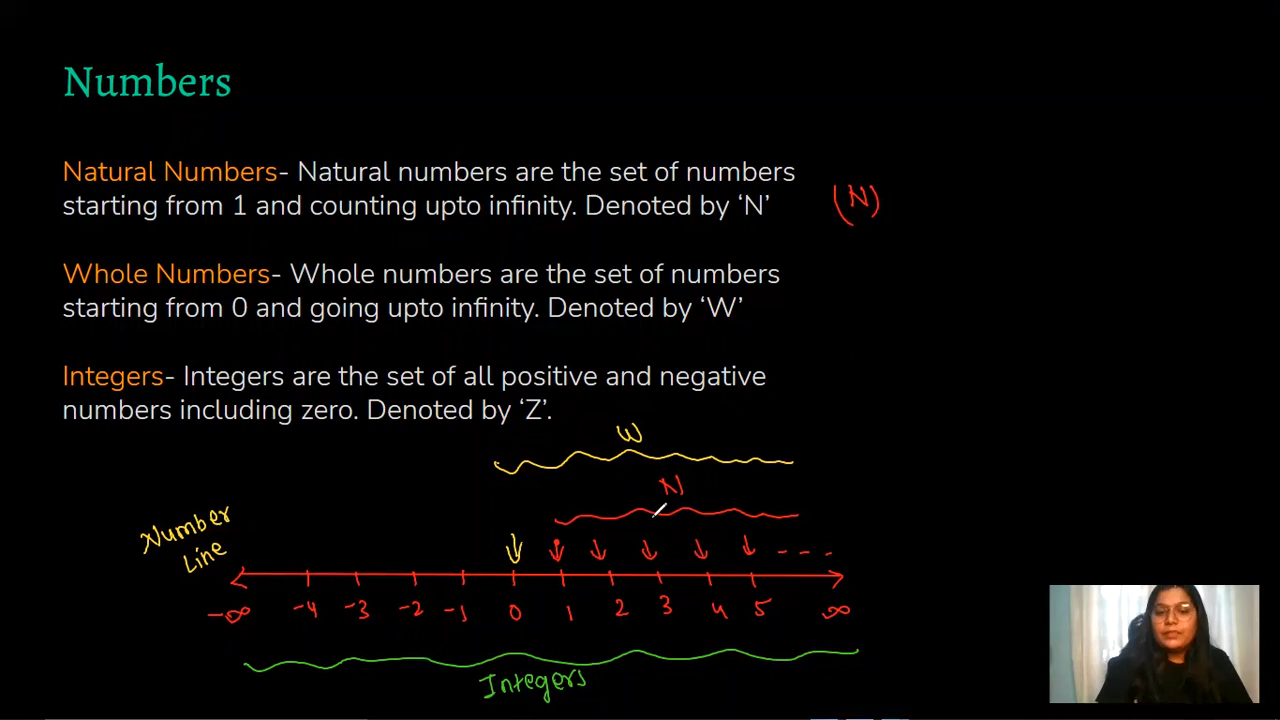 Numbers
Natural Numbers- Natural numbers are the set of numbers
starting from 1 and counting upto infinity. Denoted by ‘N’
(N)
Whole Numbers- Whole numbers are the set of numbers
starting from 0 and going upto infinity. Denoted by ‘W’
Integers- Integers are the set of all positive and negative
numbers including zero. Denoted by ‘Z’.
W
N
Number
Line
-∞ -4 -3 -2 -1 0 1 2 3 4 5 ∞
Integers